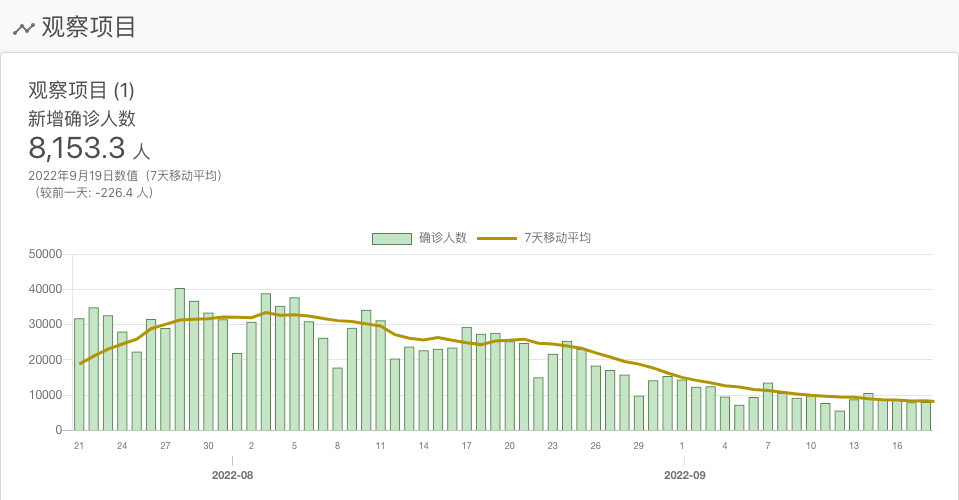 观察项目
观察项目 (1)
新增确诊人数
8,153.3 人
2022年9月19日数值（7天移动平均）
（较前一天: -226.4 人）
确诊人数 7天移动平均
50000
40000
30000
20000
10000
0
21 24 27 30 2 5 8 11 14 17 20 23 26 29 1 4 7 10 13 16
2022-08 2022-09